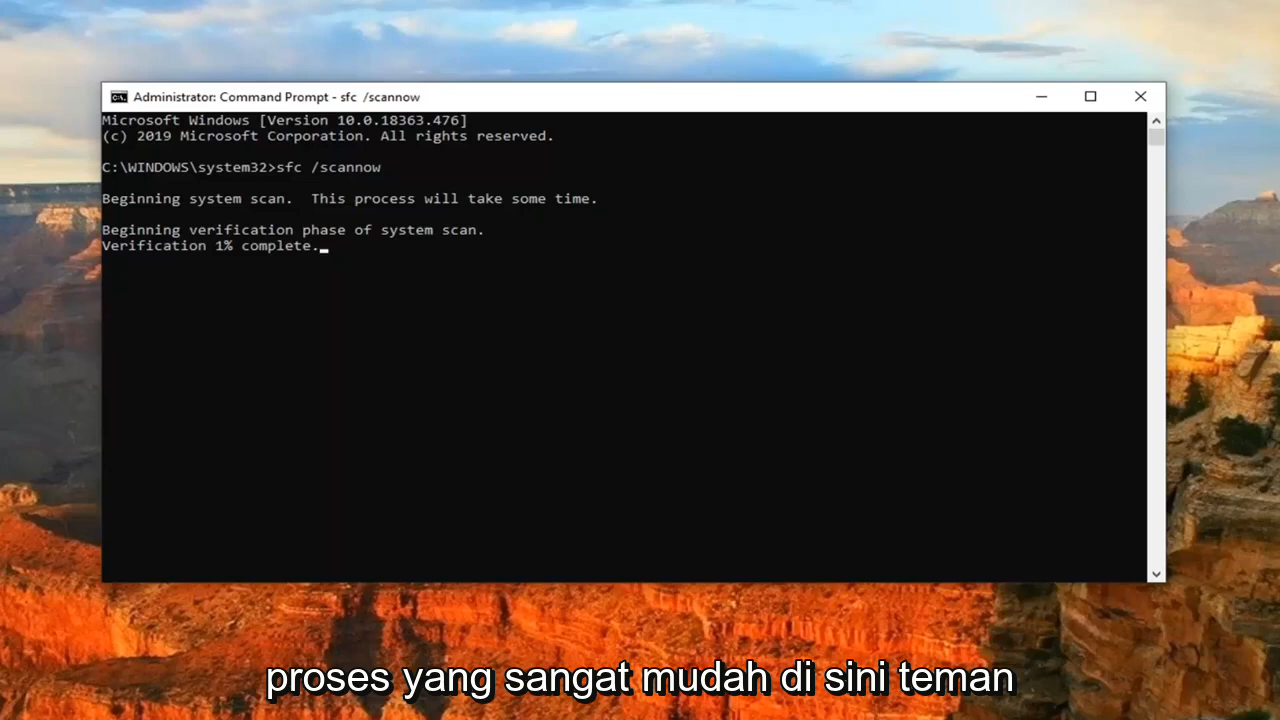 Administrator: Command Prompt - sfc /scannow
Microsoft Windows [Version 10.0.18363.476]
(c) 2019 Microsoft Corporation. All rights reserved.
C:\WINDOWS\system32>sfc /scannow
Beginning system scan.  This process will take some time.
Beginning verification phase of system scan.
Verification 1% complete.
proses yang sangat mudah di sini teman